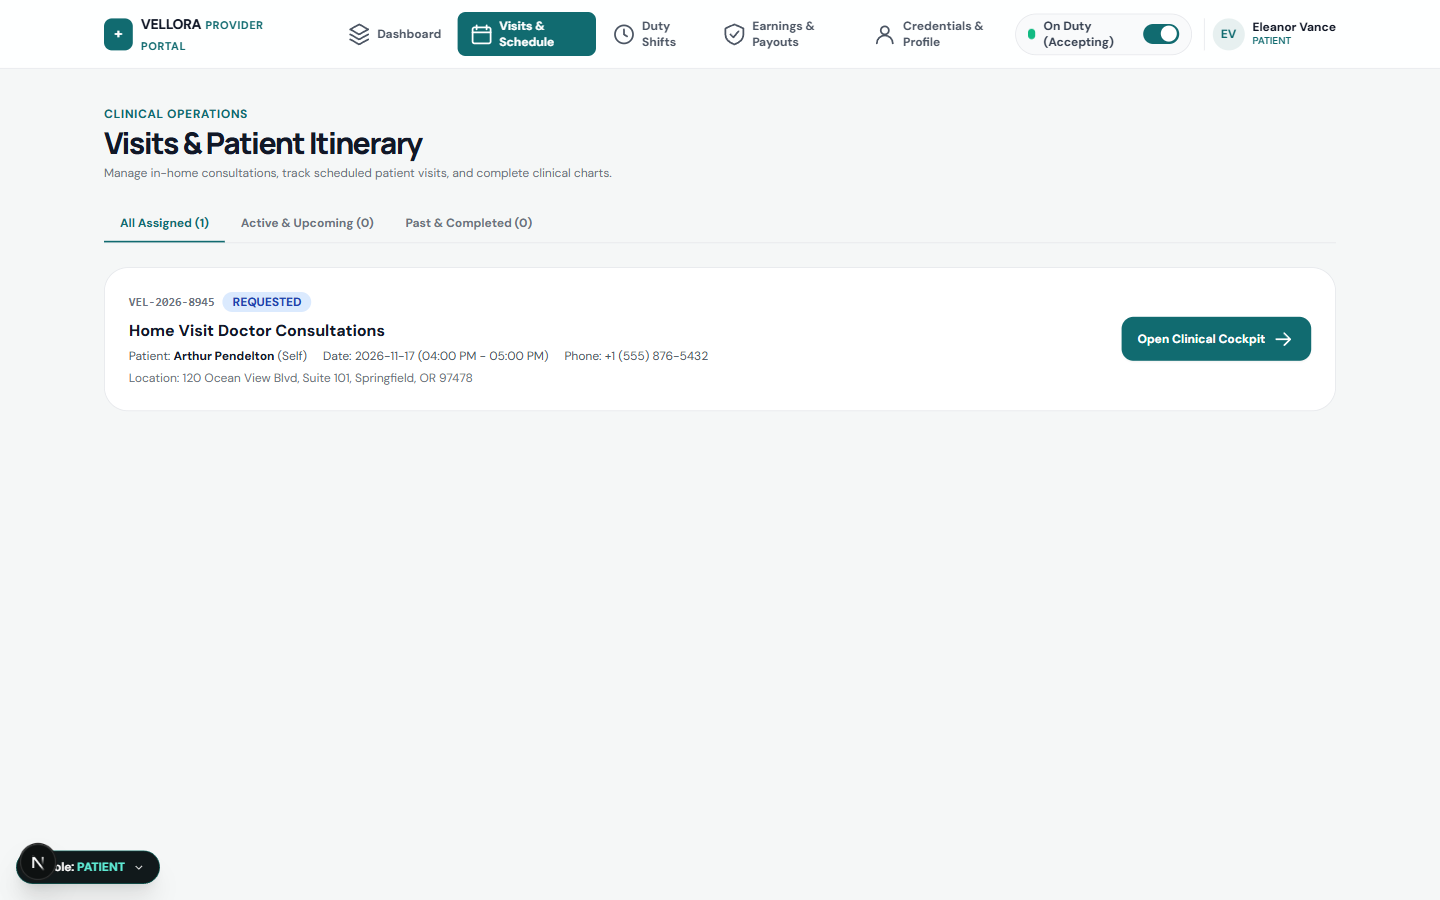 + VELLORA PROVIDER PORTAL
Dashboard
Visits & Schedule
Duty Shifts
Earnings & Payouts
Credentials & Profile
On Duty (Accepting)
EV
Eleanor Vance
PATIENT
CLINICAL OPERATIONS
Visits & Patient Itinerary
Manage in-home consultations, track scheduled patient visits, and complete clinical charts.
All Assigned (1) Active & Upcoming (0) Past & Completed (0)
VEL-2026-8945 REQUESTED
Home Visit Doctor Consultations
Patient: Arthur Pendelton (Self) Date: 2026-11-17 (04:00 PM - 05:00 PM) Phone: +1 (555) 876-5432
Location: 120 Ocean View Blvd, Suite 101, Springfield, OR 97478
Open Clinical Cockpit
N
PATIENT